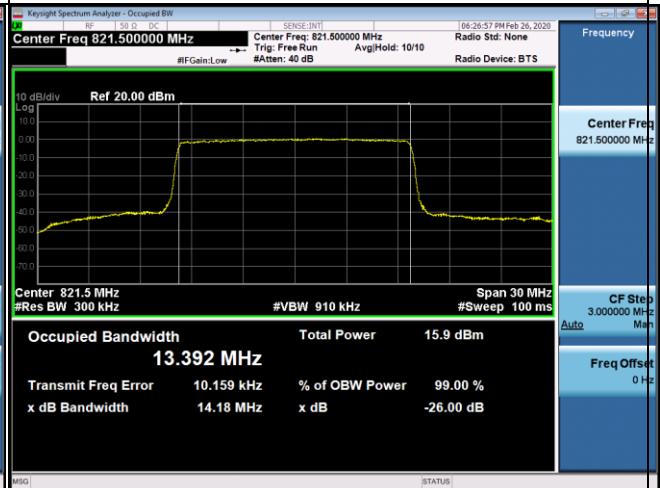 Keysight Spectrum Analyzer - Occupied BW
RF 50 Ω DC SENSE:INT 06:26:57 PM Feb 26, 2020
Center Freq 821.500000 MHz
Center Freq: 821.500000 MHz
Radio Std: None
Trig: Free Run Avg|Hold: 10/10
#IFGain:Low #Atten: 40 dB Radio Device: BTS
10 dB/div Ref 20.00 dBm
Log
10.0
0.00
-10.0
-20.0
-30.0
-40.0
-50.0
-60.0
-70.0
Center 821.5 MHz Span 30 MHz
#Res BW 300 kHz #VBW 910 kHz #Sweep 100 ms
Occupied Bandwidth Total Power 15.9 dBm
13.392 MHz
Transmit Freq Error 10.159 kHz % of OBW Power 99.00 %
x dB Bandwidth 14.18 MHz x dB -26.00 dB
MSG STATUS
Frequency
Center Freq
821.500000 MHz
CF Step
3.000000 MHz
Auto Man
Freq Offset
0 Hz